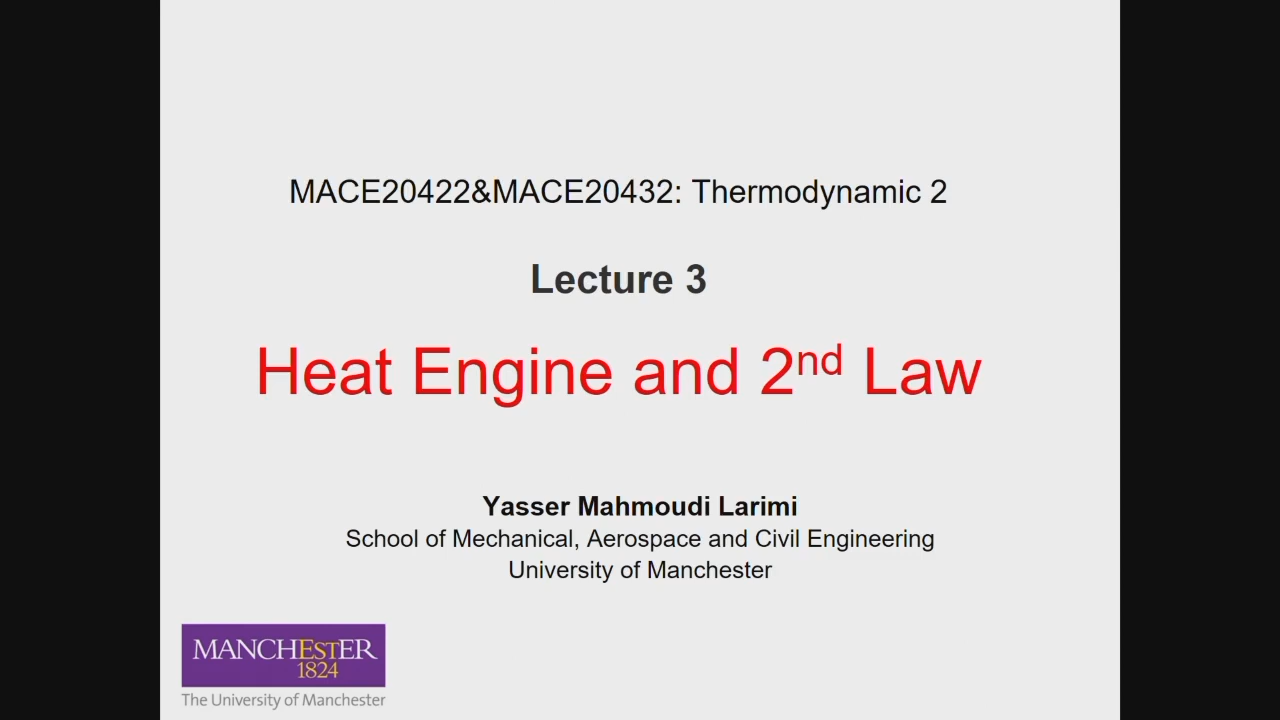 MACE20422&MACE20432: Thermodynamic 2
Lecture 3
Heat Engine and 2nd Law
Yasser Mahmoudi Larimi
School of Mechanical, Aerospace and Civil Engineering
University of Manchester
MANCHESTER
1824
The University of Manchester